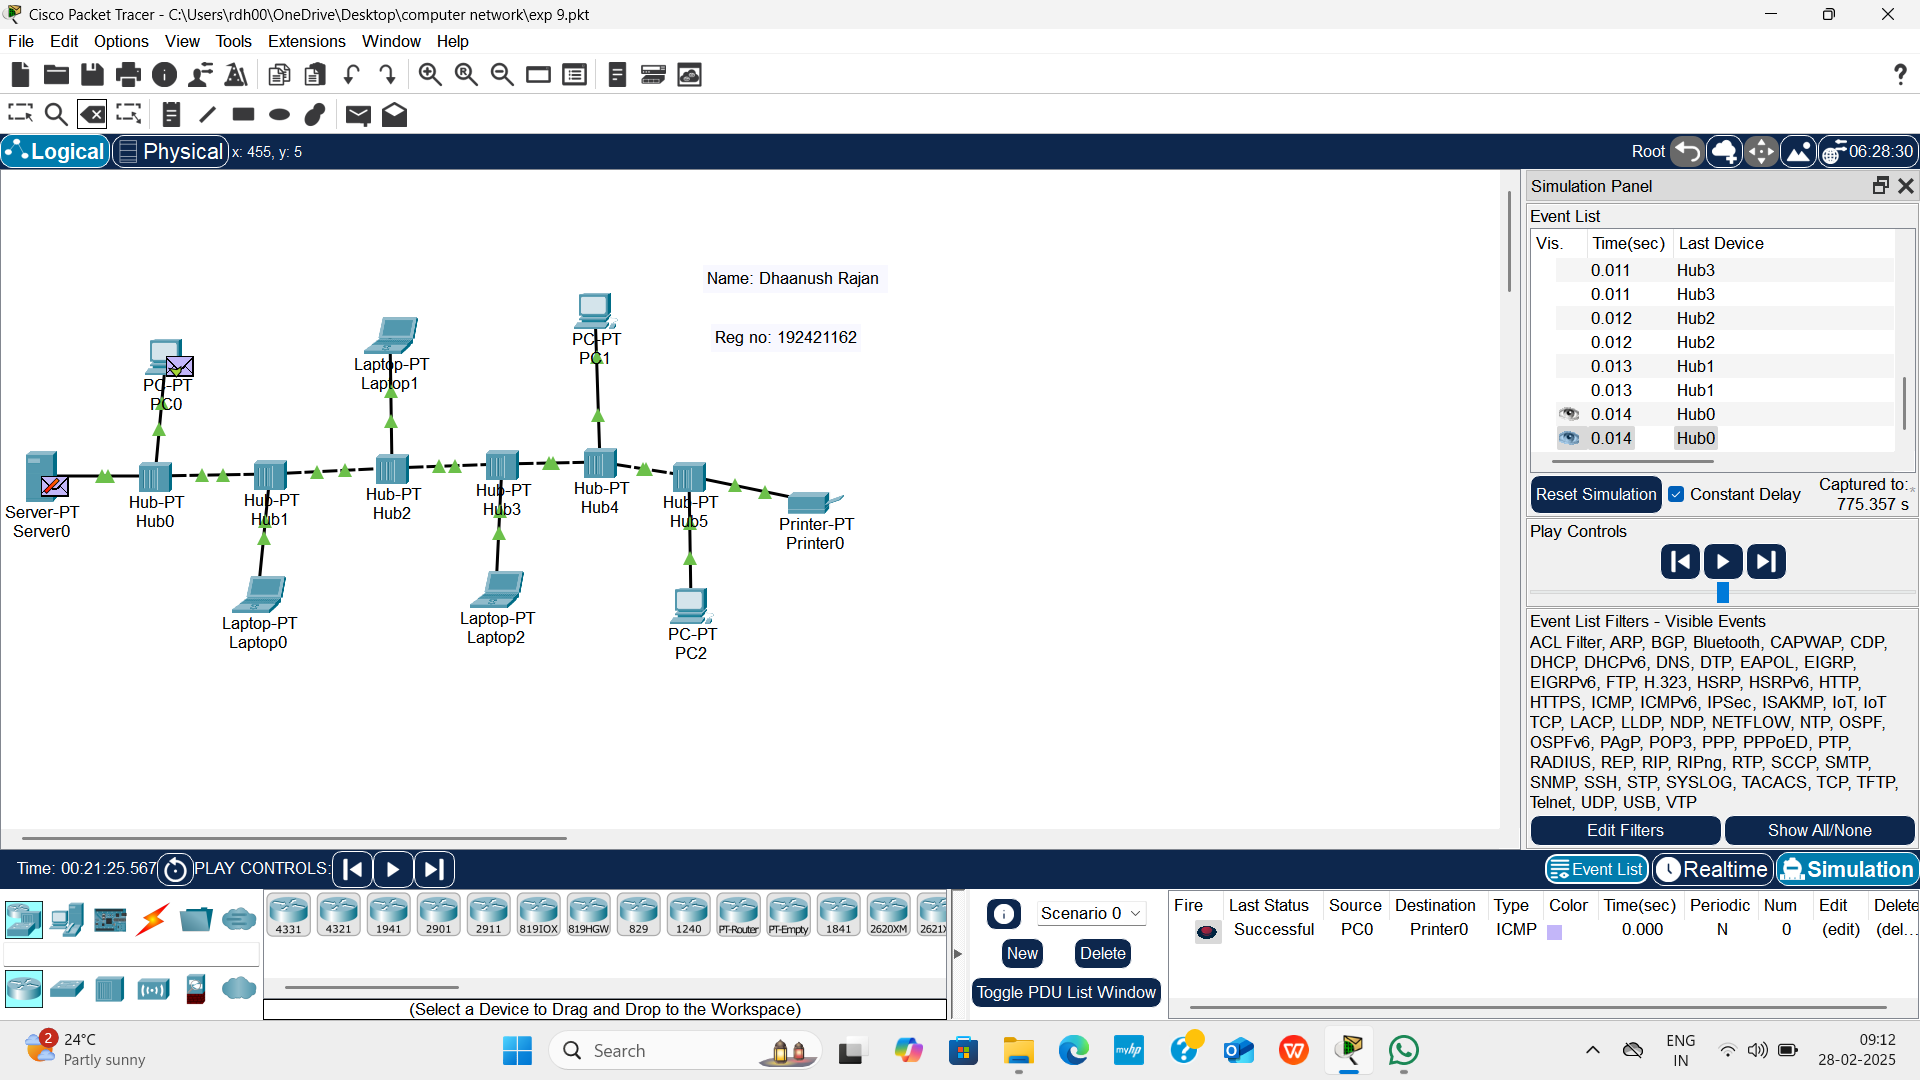 Cisco Packet Tracer - C:\Users\rdh00\OneDrive\Desktop\computer network\exp 9.pkt
File Edit Options View Tools Extensions Window Help
?
Logical Physical x: 455, y: 5 Root 06:28:30
Simulation Panel
Event List
Vis. Time(sec) Last Device
0.011 Hub3
0.011 Hub3
0.012 Hub2
0.012 Hub2
0.013 Hub1
0.013 Hub1
0.014 Hub0
0.014 Hub0
Reset Simulation Constant Delay Captured to:
775.357 s
Play Controls
Event List Filters - Visible Events
ACL Filter, ARP, BGP, Bluetooth, CAPWAP, CDP,
DHCP, DHCPv6, DNS, DTP, EAPOL, EIGRP,
EIGRPv6, FTP, H.323, HSRP, HSRPv6, HTTP,
HTTPS, ICMP, ICMPv6, IPSec, ISAKMP, IoT, IoT
TCP, LACP, LLDP, NDP, NETFLOW, NTP, OSPF,
OSPFv6, PAgP, POP3, PPP, PPPoED, PTP,
RADIUS, REP, RIP, RIPng, RTP, SCCP, SMTP,
SNMP, SSH, STP, SYSLOG, TACACS, TCP, TFTP,
Telnet, UDP, USB, VTP
Edit Filters Show All/None
Name: Dhaanush Rajan
Reg no: 192421162
PC-PT
PC0
Laptop-PT
Laptop1
PC-PT
PC1
Server-PT
Server0
Hub-PT
Hub0
Hub-PT
Hub1
Hub-PT
Hub2
Hub-PT
Hub3
Hub-PT
Hub4
Hub-PT
Hub5
Printer-PT
Printer0
Laptop-PT
Laptop0
Laptop-PT
Laptop2
PC-PT
PC2
Time: 00:21:25.567 PLAY CONTROLS:
Event List Realtime Simulation
4331 4321 1941 2901 2911 819IOX 819HGW 829 1240 PT-Router PT-Empty 1841 2620XM 2621X
(Select a Device to Drag and Drop to the Workspace)
Scenario 0
New Delete
Toggle PDU List Window
Fire Last Status Source Destination Type Color Time(sec) Periodic Num Edit Delete
Successful PC0 Printer0 ICMP 0.000 N 0 (edit) (del...
2
24°C
Partly sunny
Search
myhp
ENG
IN
09:12
28-02-2025